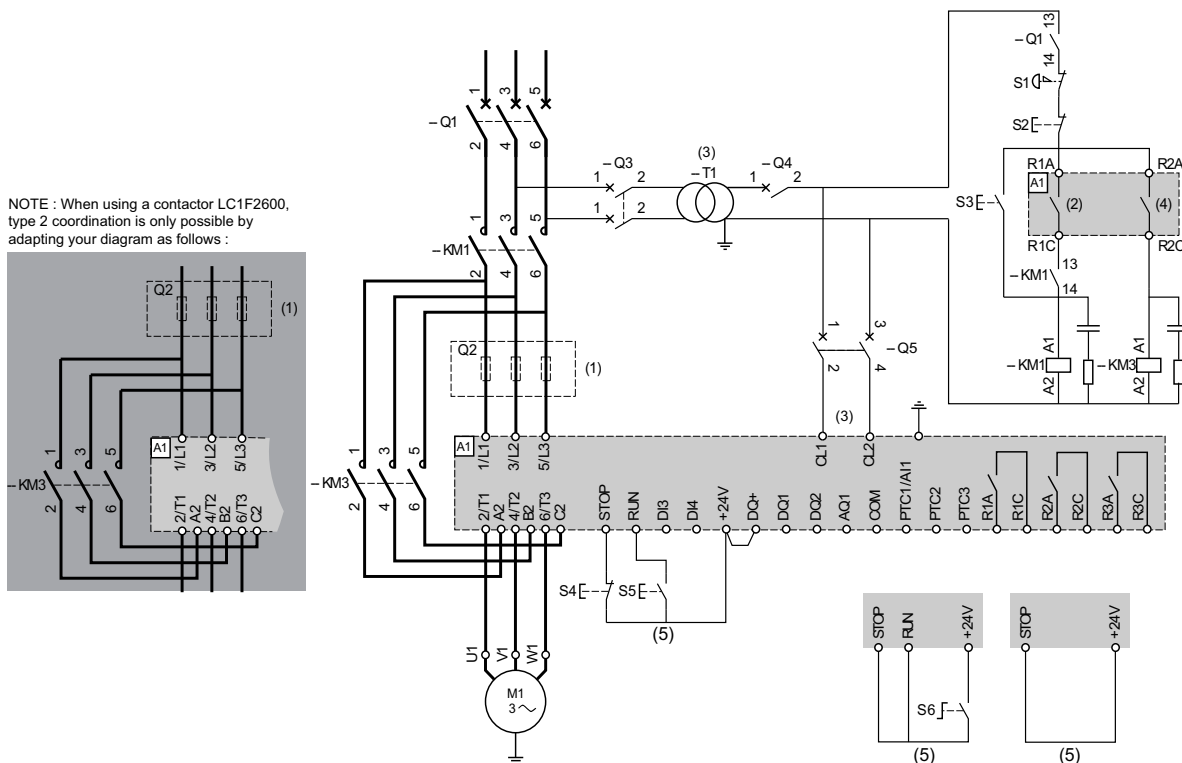 NOTE : When using a contactor LC1F2600,
type 2 coordination is only possible by
adapting your diagram as follows :
Q2
(1)
A1
1/L1
3/L2
5/L3
1
3
5
– KM3
2
4
6
2/T1
A2
4/T2
B2
6/T3
C2
1
3
5
– Q1
2
4
6
1
3
5
– KM1
2
4
6
Q2
(1)
– Q3
1
2
1
2
(3)
– T1
– Q4
1
2
1
3
– Q5
2
4
(3)
13
– Q1
14
S1
S2
S3
R1A
R2A
A1
(2)
(4)
R1C
R2C
– KM1
13
14
A1
– KM1
A2
A1
– KM3
A2
A1
1/L1
3/L2
5/L3
CL1
CL2
1
3
5
– KM3
2
4
6
2/T1
A2
4/T2
B2
6/T3
C2
STOP
RUN
DI3
DI4
+24V
DQ+
DQ1
DQ2
AQ1
COM
PTC1/AI1
PTC2
PTC3
R1A
R1C
R2A
R2C
R3A
R3C
S4
S5
(5)
U1
V1
W1
M1
3
STOP
RUN
+24V
S6
(5)
STOP
+24V
(5)